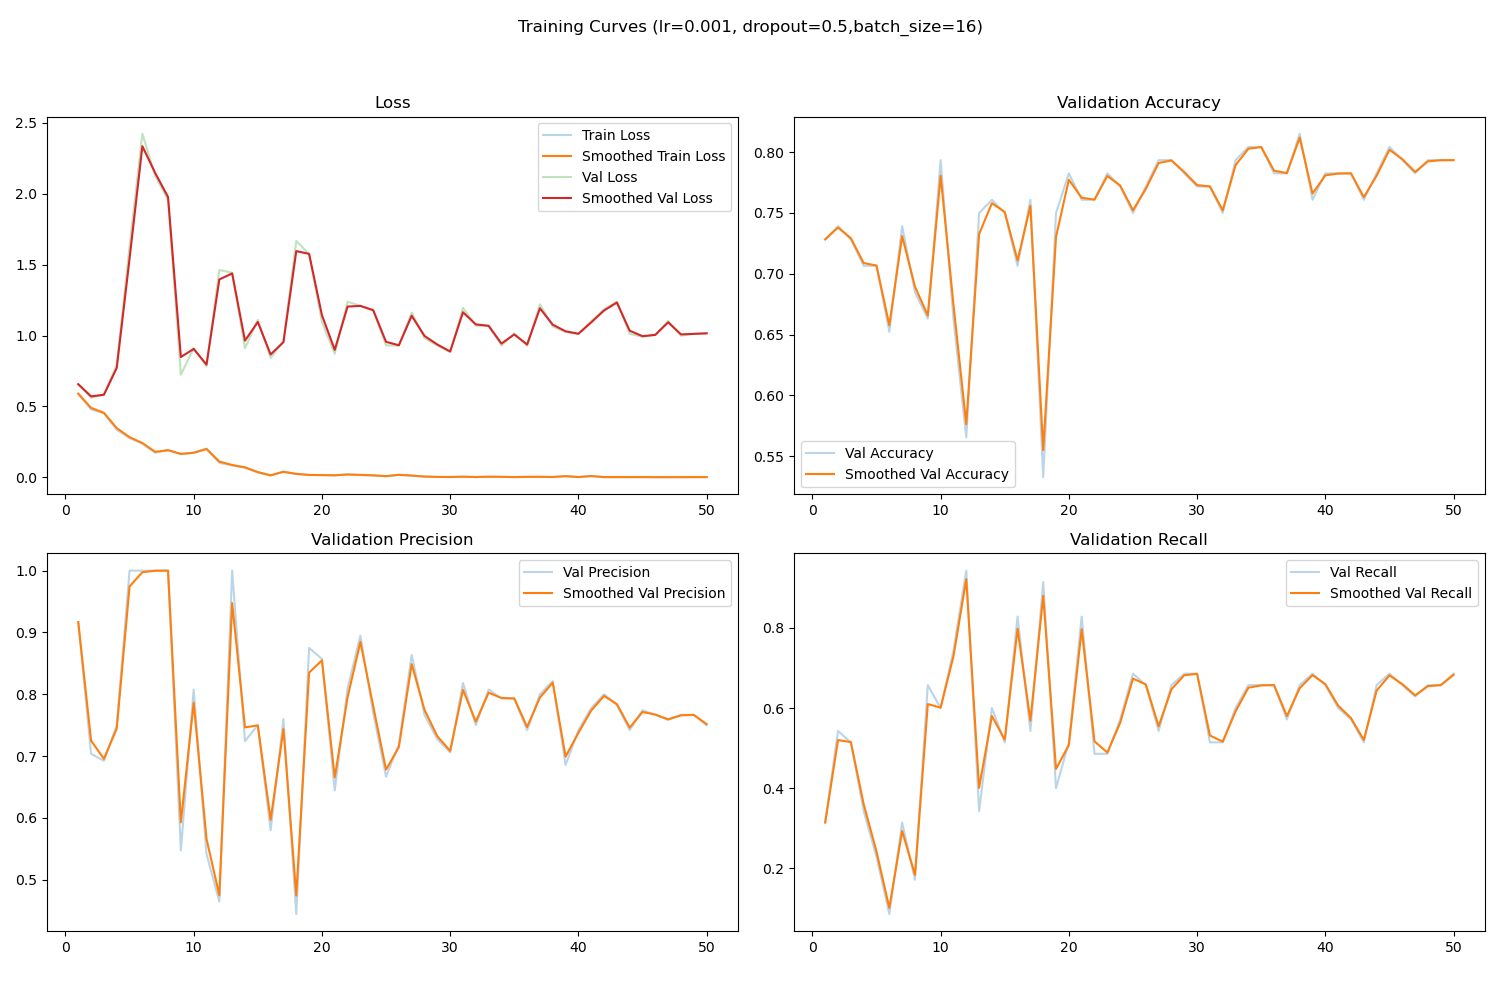 Training Curves (lr=0.001, dropout=0.5,batch_size=16)
Loss
2.5
2.0
1.5
1.0
0.5
0.0
0 10 20 30 40 50
Train Loss
Smoothed Train Loss
Val Loss
Smoothed Val Loss
Validation Accuracy
0.80
0.75
0.70
0.65
0.60
0.55
0 10 20 30 40 50
Val Accuracy
Smoothed Val Accuracy
Validation Precision
1.0
0.9
0.8
0.7
0.6
0.5
0 10 20 30 40 50
Val Precision
Smoothed Val Precision
Validation Recall
0.8
0.6
0.4
0.2
0 10 20 30 40 50
Val Recall
Smoothed Val Recall